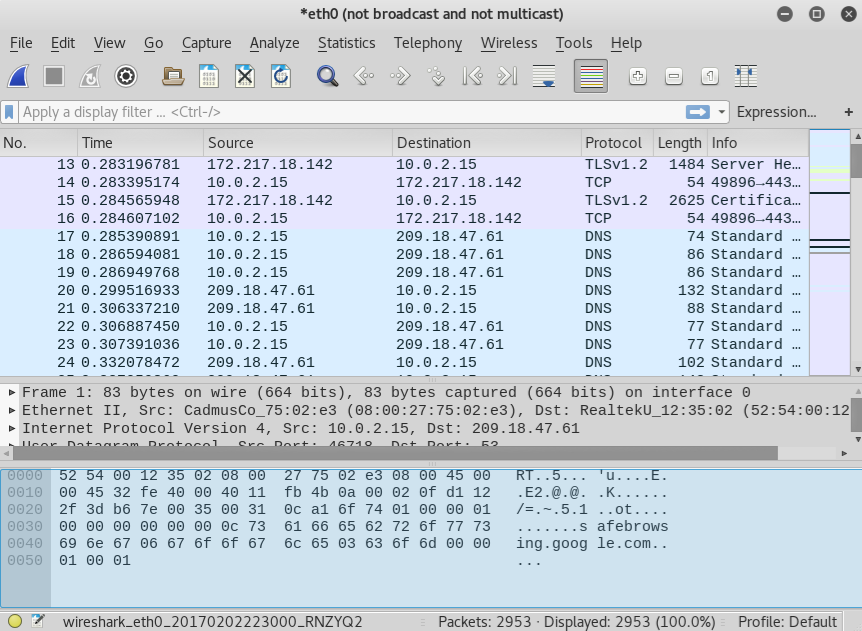 *eth0 (not broadcast and not multicast)
File Edit View Go Capture Analyze Statistics Telephony Wireless Tools Help
Apply a display filter ... <Ctrl-/> Expression... +
No. Time Source Destination Protocol Length Info
13 0.283196781 172.217.18.142 10.0.2.15 TLSv1.2 1484 Server He…
14 0.283395174 10.0.2.15 172.217.18.142 TCP 54 49896→443…
15 0.284565948 172.217.18.142 10.0.2.15 TLSv1.2 2625 Certifica…
16 0.284607102 10.0.2.15 172.217.18.142 TCP 54 49896→443…
17 0.285390891 10.0.2.15 209.18.47.61 DNS 74 Standard …
18 0.286594081 10.0.2.15 209.18.47.61 DNS 86 Standard …
19 0.286949768 10.0.2.15 209.18.47.61 DNS 86 Standard …
20 0.299516933 209.18.47.61 10.0.2.15 DNS 132 Standard …
21 0.306337210 209.18.47.61 10.0.2.15 DNS 88 Standard …
22 0.306887450 10.0.2.15 209.18.47.61 DNS 77 Standard …
23 0.307391036 10.0.2.15 209.18.47.61 DNS 77 Standard …
24 0.332078472 209.18.47.61 10.0.2.15 DNS 102 Standard …
Frame 1: 83 bytes on wire (664 bits), 83 bytes captured (664 bits) on interface 0
Ethernet II, Src: CadmusCo_75:02:e3 (08:00:27:75:02:e3), Dst: RealtekU_12:35:02 (52:54:00:12
Internet Protocol Version 4, Src: 10.0.2.15, Dst: 209.18.47.61
User Datagram Protocol, Src Port: 46718, Dst Port: 53
0000 52 54 00 12 35 02 08 00 27 75 02 e3 08 00 45 00 RT..5... 'u....E.
0010 00 45 32 fe 40 00 40 11 fb 4b 0a 00 02 0f d1 12 .E2.@.@. .K......
0020 2f 3d b6 7e 00 35 00 31 0c a1 6f 74 01 00 00 01 /=.~.5.1 ..ot....
0030 00 00 00 00 00 00 0c 73 61 66 65 62 72 6f 77 73 .......s afebrows
0040 69 6e 67 06 67 6f 6f 67 6c 65 03 63 6f 6d 00 00 ing.goog le.com..
0050 01 00 01 ...
wireshark_eth0_20170202223000_RNZYQ2 Packets: 2953 · Displayed: 2953 (100.0%) Profile: Default